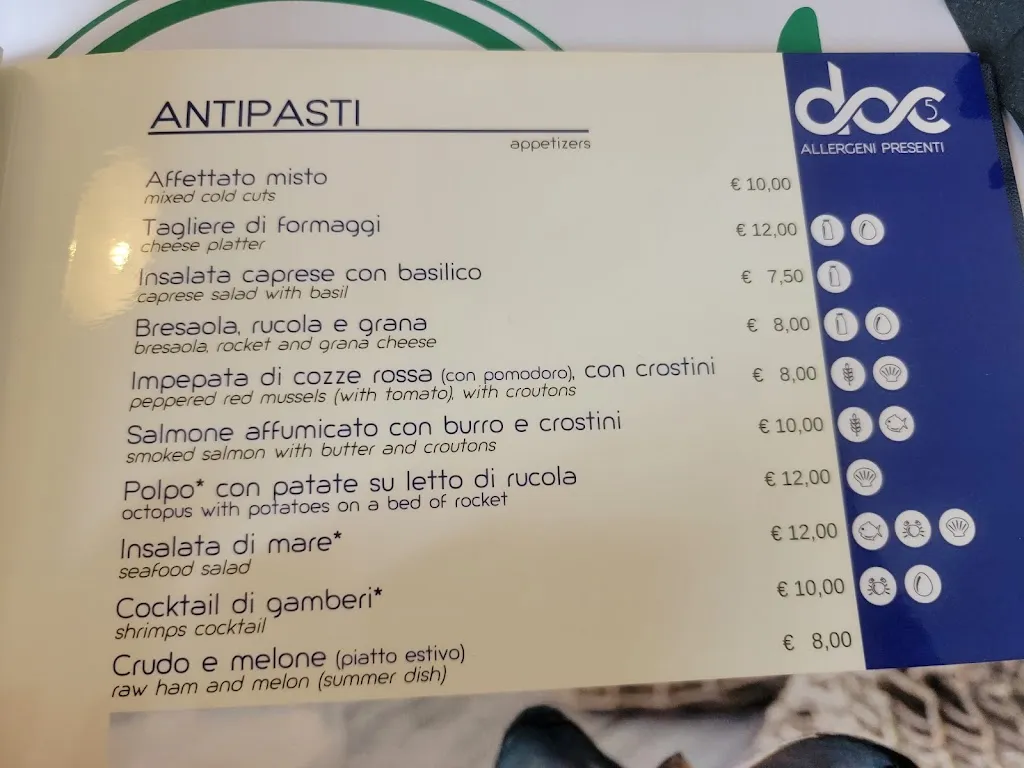 doc 5
ALLERGENI PRESENTI
ANTIPASTI
appetizers
Affettato misto € 10,00
mixed cold cuts
Tagliere di formaggi € 12,00
cheese platter
Insalata caprese con basilico € 7,50
caprese salad with basil
Bresaola, rucola e grana € 8,00
bresaola, rocket and grana cheese
Impepata di cozze rossa (con pomodoro), con crostini € 8,00
peppered red mussels (with tomato), with croutons
Salmone affumicato con burro e crostini € 10,00
smoked salmon with butter and croutons
Polpo* con patate su letto di rucola € 12,00
octopus with potatoes on a bed of rocket
Insalata di mare* € 12,00
seafood salad
Cocktail di gamberi* € 10,00
shrimps cocktail
Crudo e melone (piatto estivo) € 8,00
raw ham and melon (summer dish)